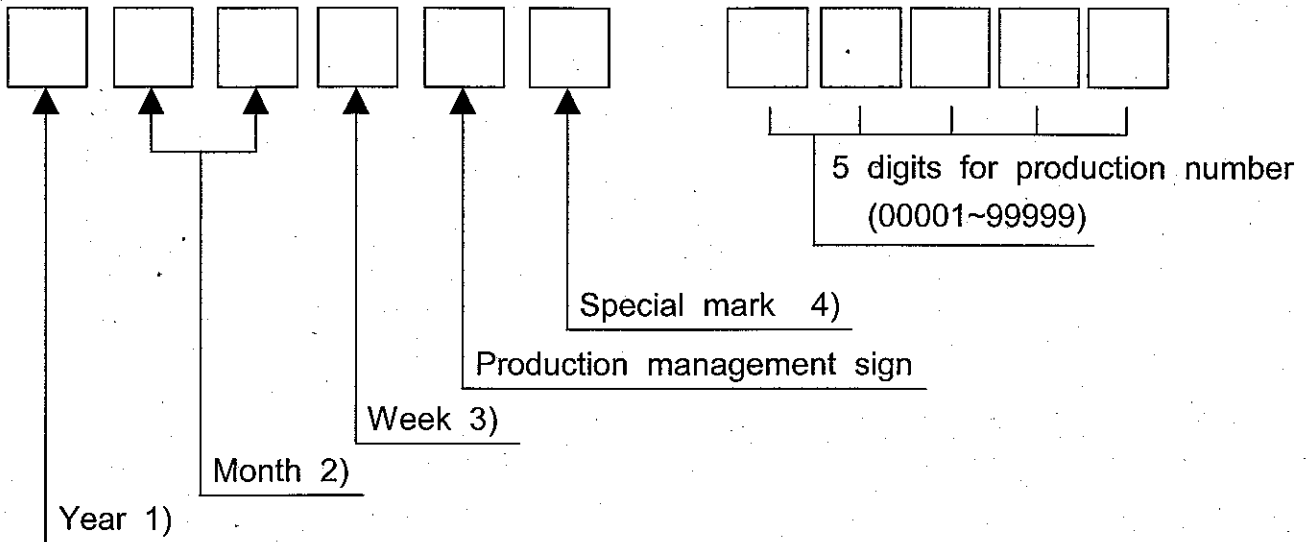 5 digits for production number
(00001~99999)
Special mark 4)
Production management sign
Week 3)
Month 2)
Year 1)